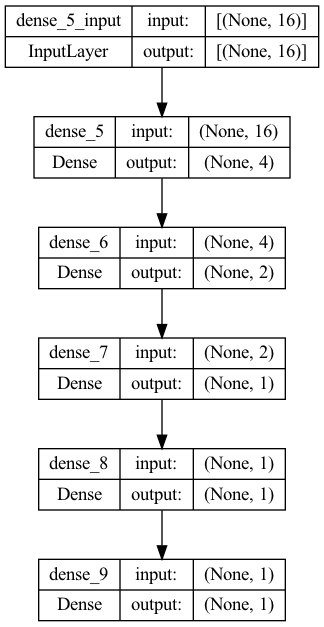 dense_5_input input: [(None, 16)]
InputLayer output: [(None, 16)]
dense_5 input: (None, 16)
Dense output: (None, 4)
dense_6 input: (None, 4)
Dense output: (None, 2)
dense_7 input: (None, 2)
Dense output: (None, 1)
dense_8 input: (None, 1)
Dense output: (None, 1)
dense_9 input: (None, 1)
Dense output: (None, 1)